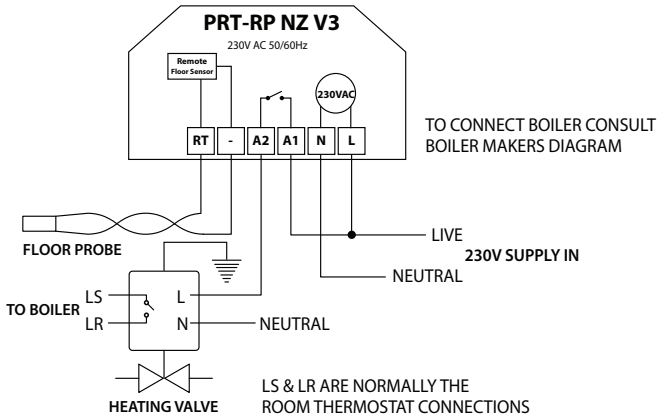 PRT-RP NZ V3
230V AC 50/60Hz
Remote
Floor Sensor
230VAC
RT - A2 A1 N L
TO CONNECT BOILER CONSULT
BOILER MAKERS DIAGRAM
FLOOR PROBE
LIVE
230V SUPPLY IN
NEUTRAL
TO BOILER
LS
LR
L
N
NEUTRAL
HEATING VALVE
LS & LR ARE NORMALLY THE
ROOM THERMOSTAT CONNECTIONS